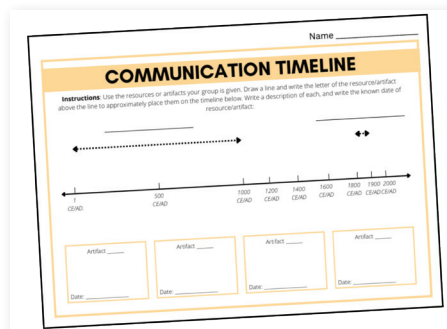 Name
COMMUNICATION TIMELINE
Instructions: Use the resources or artifacts your group is given. Draw a line and write the letter of the resource/artifact
above the line to approximately place them on the timeline below. Write a description of each, and write the known date of
resource/artifact:
1 500 1000 1200 1400 1600 1800 1900 2000
CE/AD CE/AD CE/AD CE/AD CE/AD CE/AD CE/AD CE/AD CE/AD
Artifact Artifact Artifact Artifact
Date: Date: Date: Date: